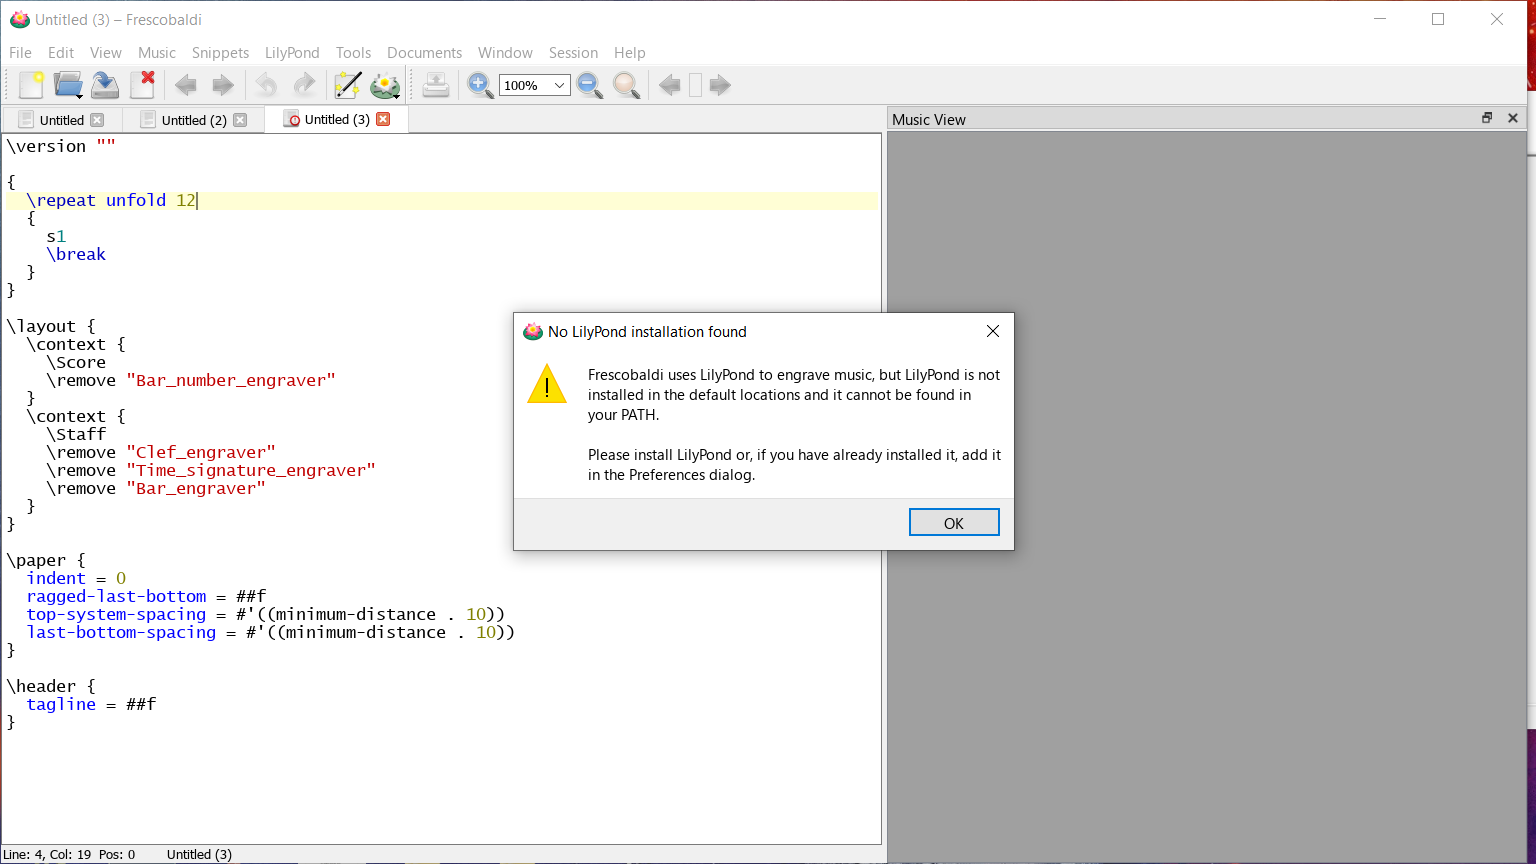 Untitled (3) – Frescobaldi
File Edit View Music Snippets LilyPond Tools Documents Window Session Help
100%
Untitled Untitled (2) Untitled (3)
Music View
\version ""
{
\repeat unfold 12
{
s1
\break
}
}
\layout {
\context {
\Score
\remove "Bar_number_engraver"
}
\context {
\Staff
\remove "Clef_engraver"
\remove "Time_signature_engraver"
\remove "Bar_engraver"
}
}
\paper {
indent = 0
ragged-last-bottom = ##f
top-system-spacing = #'((minimum-distance . 10))
last-bottom-spacing = #'((minimum-distance . 10))
}
\header {
tagline = ##f
}
No LilyPond installation found
Frescobaldi uses LilyPond to engrave music, but LilyPond is not
installed in the default locations and it cannot be found in
your PATH.
Please install LilyPond or, if you have already installed it, add it
in the Preferences dialog.
OK
Line: 4, Col: 19 Pos: 0 Untitled (3)